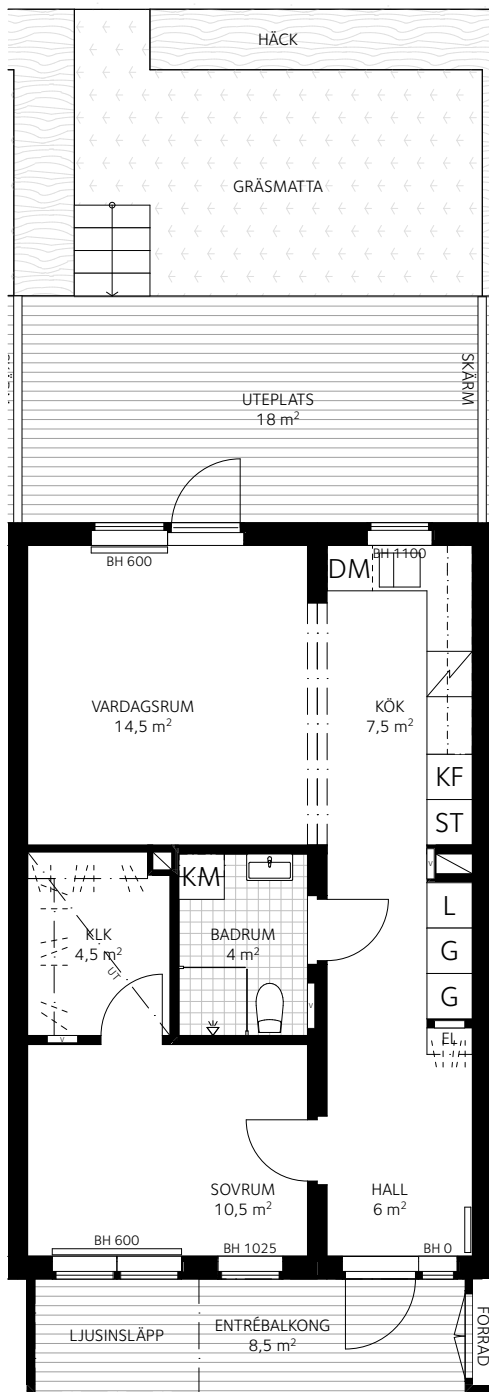 HÄCK
GRÄSMATTA
SKÄRM
UTEPLATS
18 m²
BH 600
BH 1100
DM
VARDAGSRUM
14,5 m²
KÖK
7,5 m²
KF
ST
KM
V
L
KLK
4,5 m²
BADRUM
4 m²
G
UT
G
V
V
EL
SOVRUM
10,5 m²
HALL
6 m²
BH 600
BH 1025
BH 0
LJUSINSLÄPP
ENTRÉBALKONG
8,5 m²
FÖRRÅD